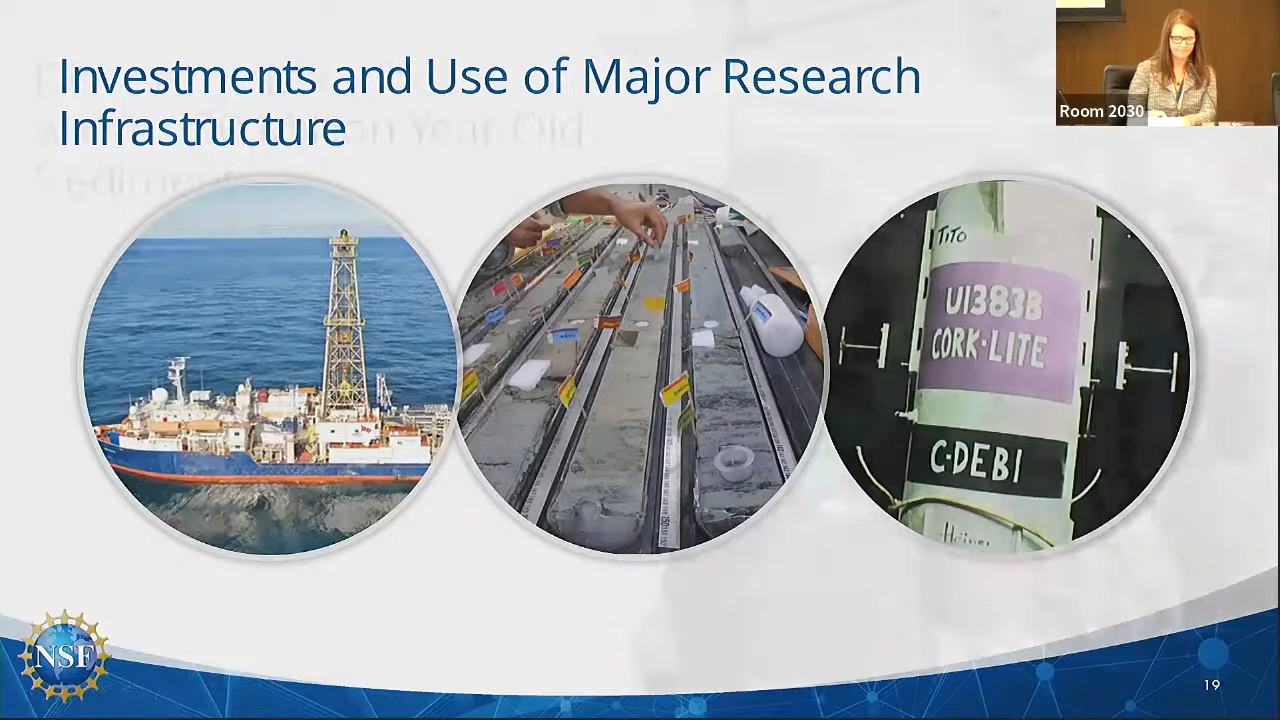 Investments and Use of Major Research
Infrastructure
Room 2030
TiTO
U1383B
CORK-LITE
C-DEBI
NSF
19